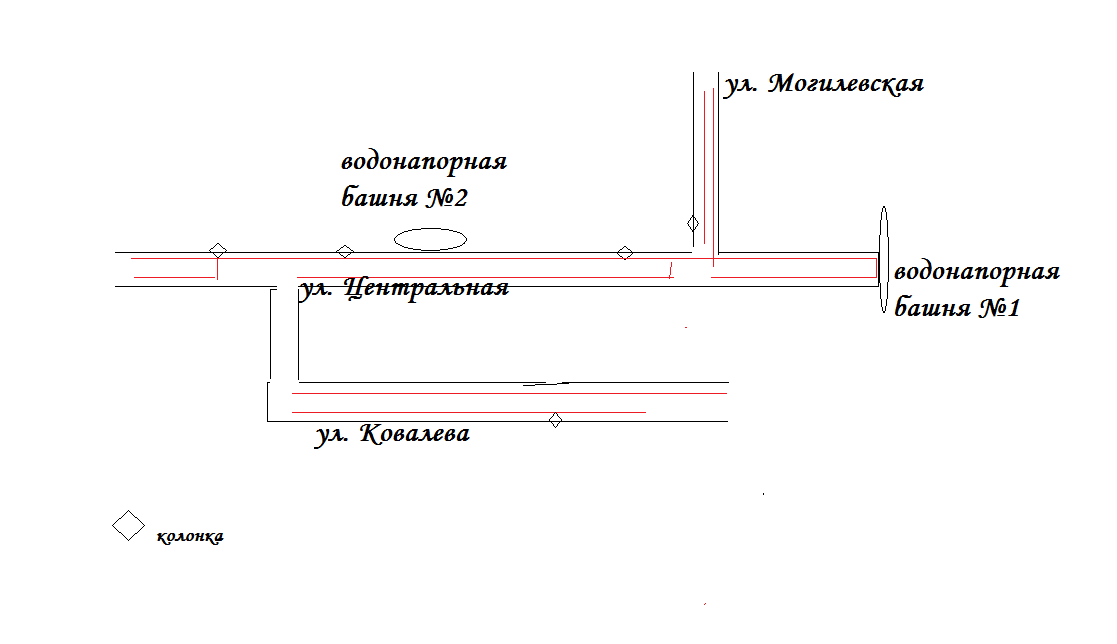 ул. Могилевская
водонапорная
башня №2
водонапорная
башня №1
ул. Центральная
ул. Ковалева
колонка